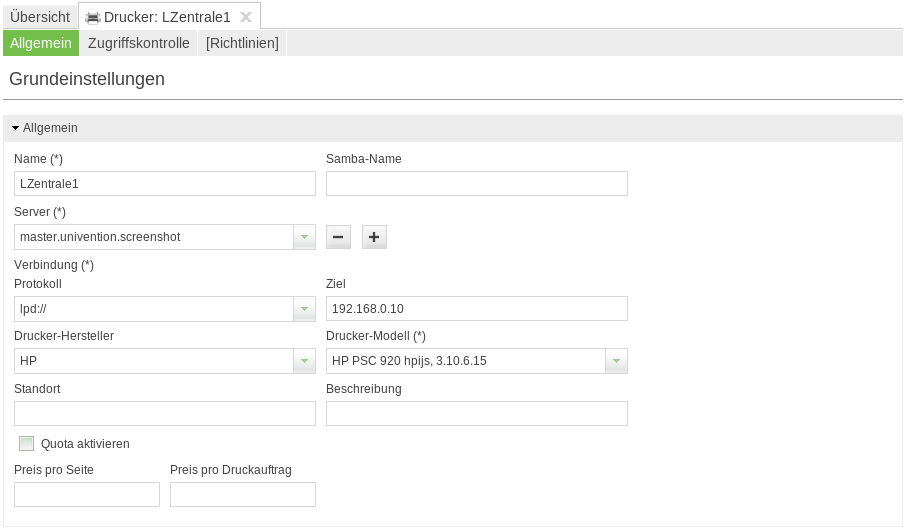 Übersicht Drucker: LZentrale1
Allgemein Zugriffskontrolle [Richtlinien]
Grundeinstellungen
Allgemein
Name (*) Samba-Name
LZentrale1
Server (*)
master.univention.screenshot
Verbindung (*)
Protokoll Ziel
lpd:// 192.168.0.10
Drucker-Hersteller Drucker-Modell (*)
HP HP PSC 920 hpijs, 3.10.6.15
Standort Beschreibung
Quota aktivieren
Preis pro Seite Preis pro Druckauftrag